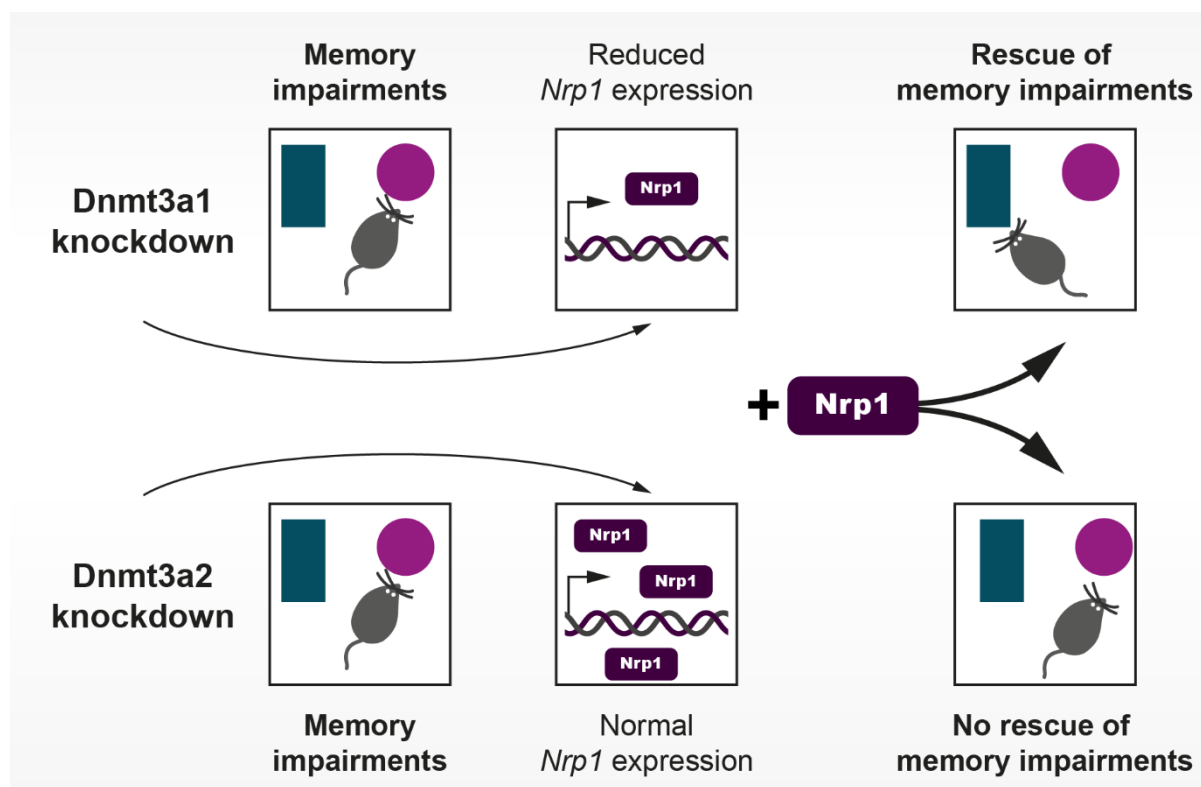 Memory
impairments
Reduced
Nrp1 expression
Rescue of
memory impairments
Dnmt3a1
knockdown
Nrp1
+ Nrp1
Dnmt3a2
knockdown
Nrp1
Nrp1
Nrp1
Memory
impairments
Normal
Nrp1 expression
No rescue of
memory impairments